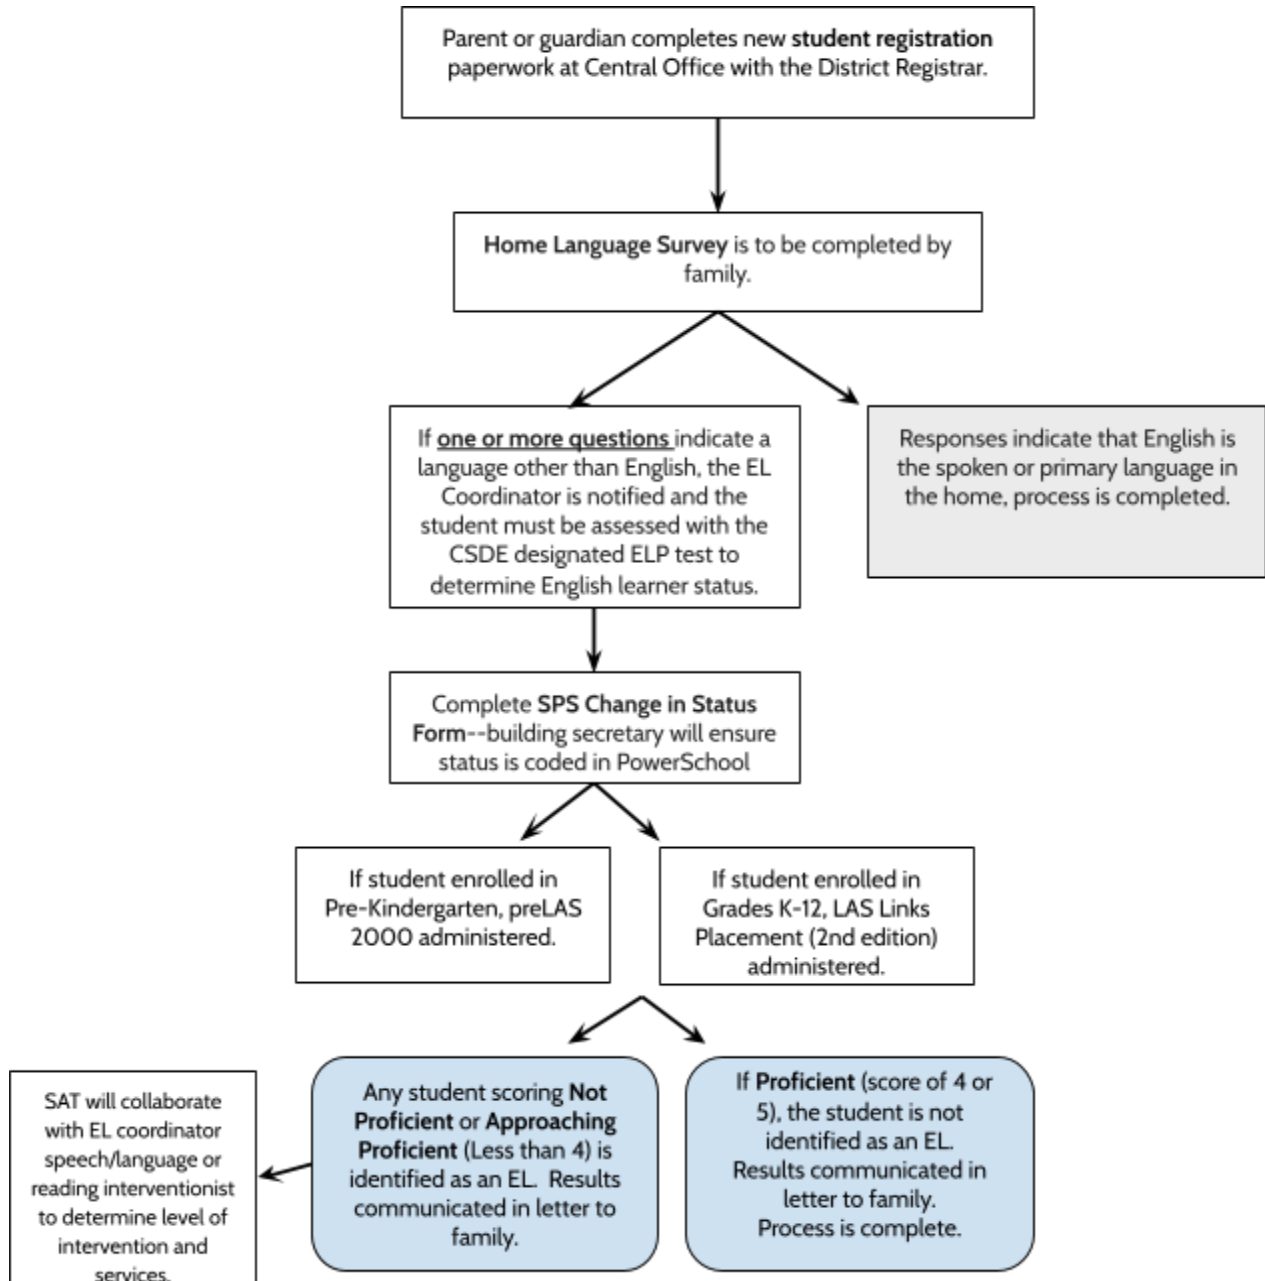 Parent or guardian completes new student registration
paperwork at Central Office with the District Registrar.
Home Language Survey is to be completed by
family.
If one or more questions indicate a
language other than English, the EL
Coordinator is notified and the
student must be assessed with the
CSDE designated ELP test to
determine English learner status.
Responses indicate that English is
the spoken or primary language in
the home, process is completed.
Complete SPS Change in Status
Form--building secretary will ensure
status is coded in PowerSchool
If student enrolled in
Pre-Kindergarten, preLAS
2000 administered.
If student enrolled in
Grades K-12, LAS Links
Placement (2nd edition)
administered.
SAT will collaborate
with EL coordinator
speech/language or
reading interventionist
to determine level of
intervention and
services.
Any student scoring Not
Proficient or Approaching
Proficient (Less than 4) is
identified as an EL.  Results
communicated in letter to
family.
If Proficient (score of 4 or
5), the student is not
identified as an EL.
Results communicated in
letter to family.
Process is complete.